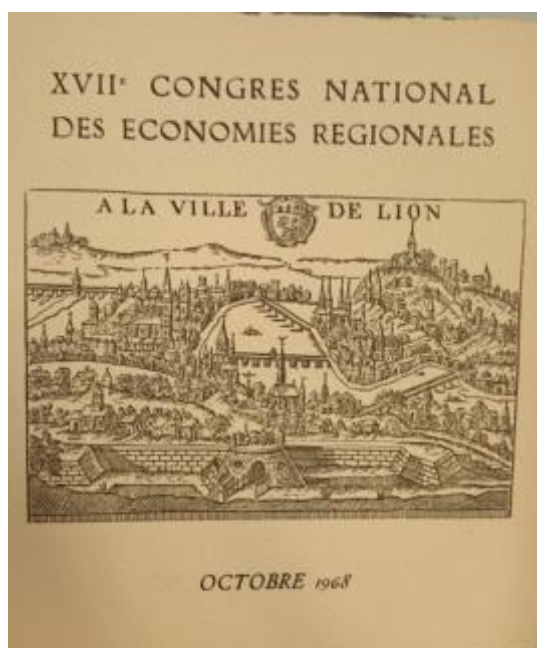 XVIIᵉ CONGRES NATIONAL
DES ECONOMIES REGIONALES
A LA VILLE DE LION
OCTOBRE 1968